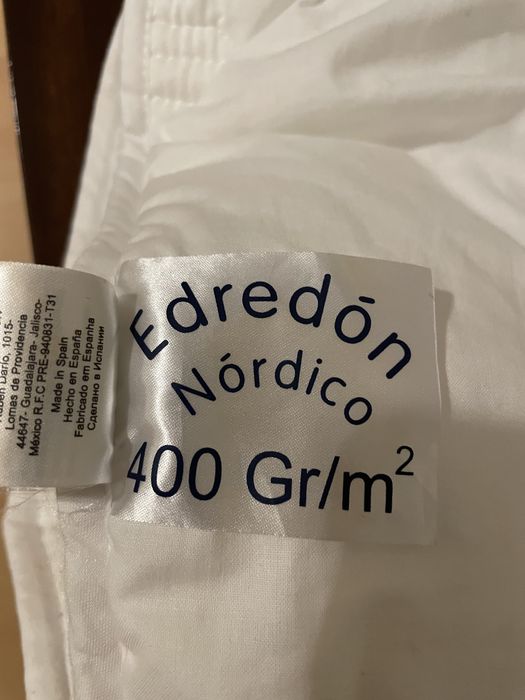 Edredón
Nórdico
400 Gr/m²
Rubén Darío, 1015-
Lomas de Providencia
44647- Guadalajara- Jalisco-
México R.F.C PRE-940831-T31
Made in Spain
Hecho en España
Fabricado em Espanha
Сделано в Испании